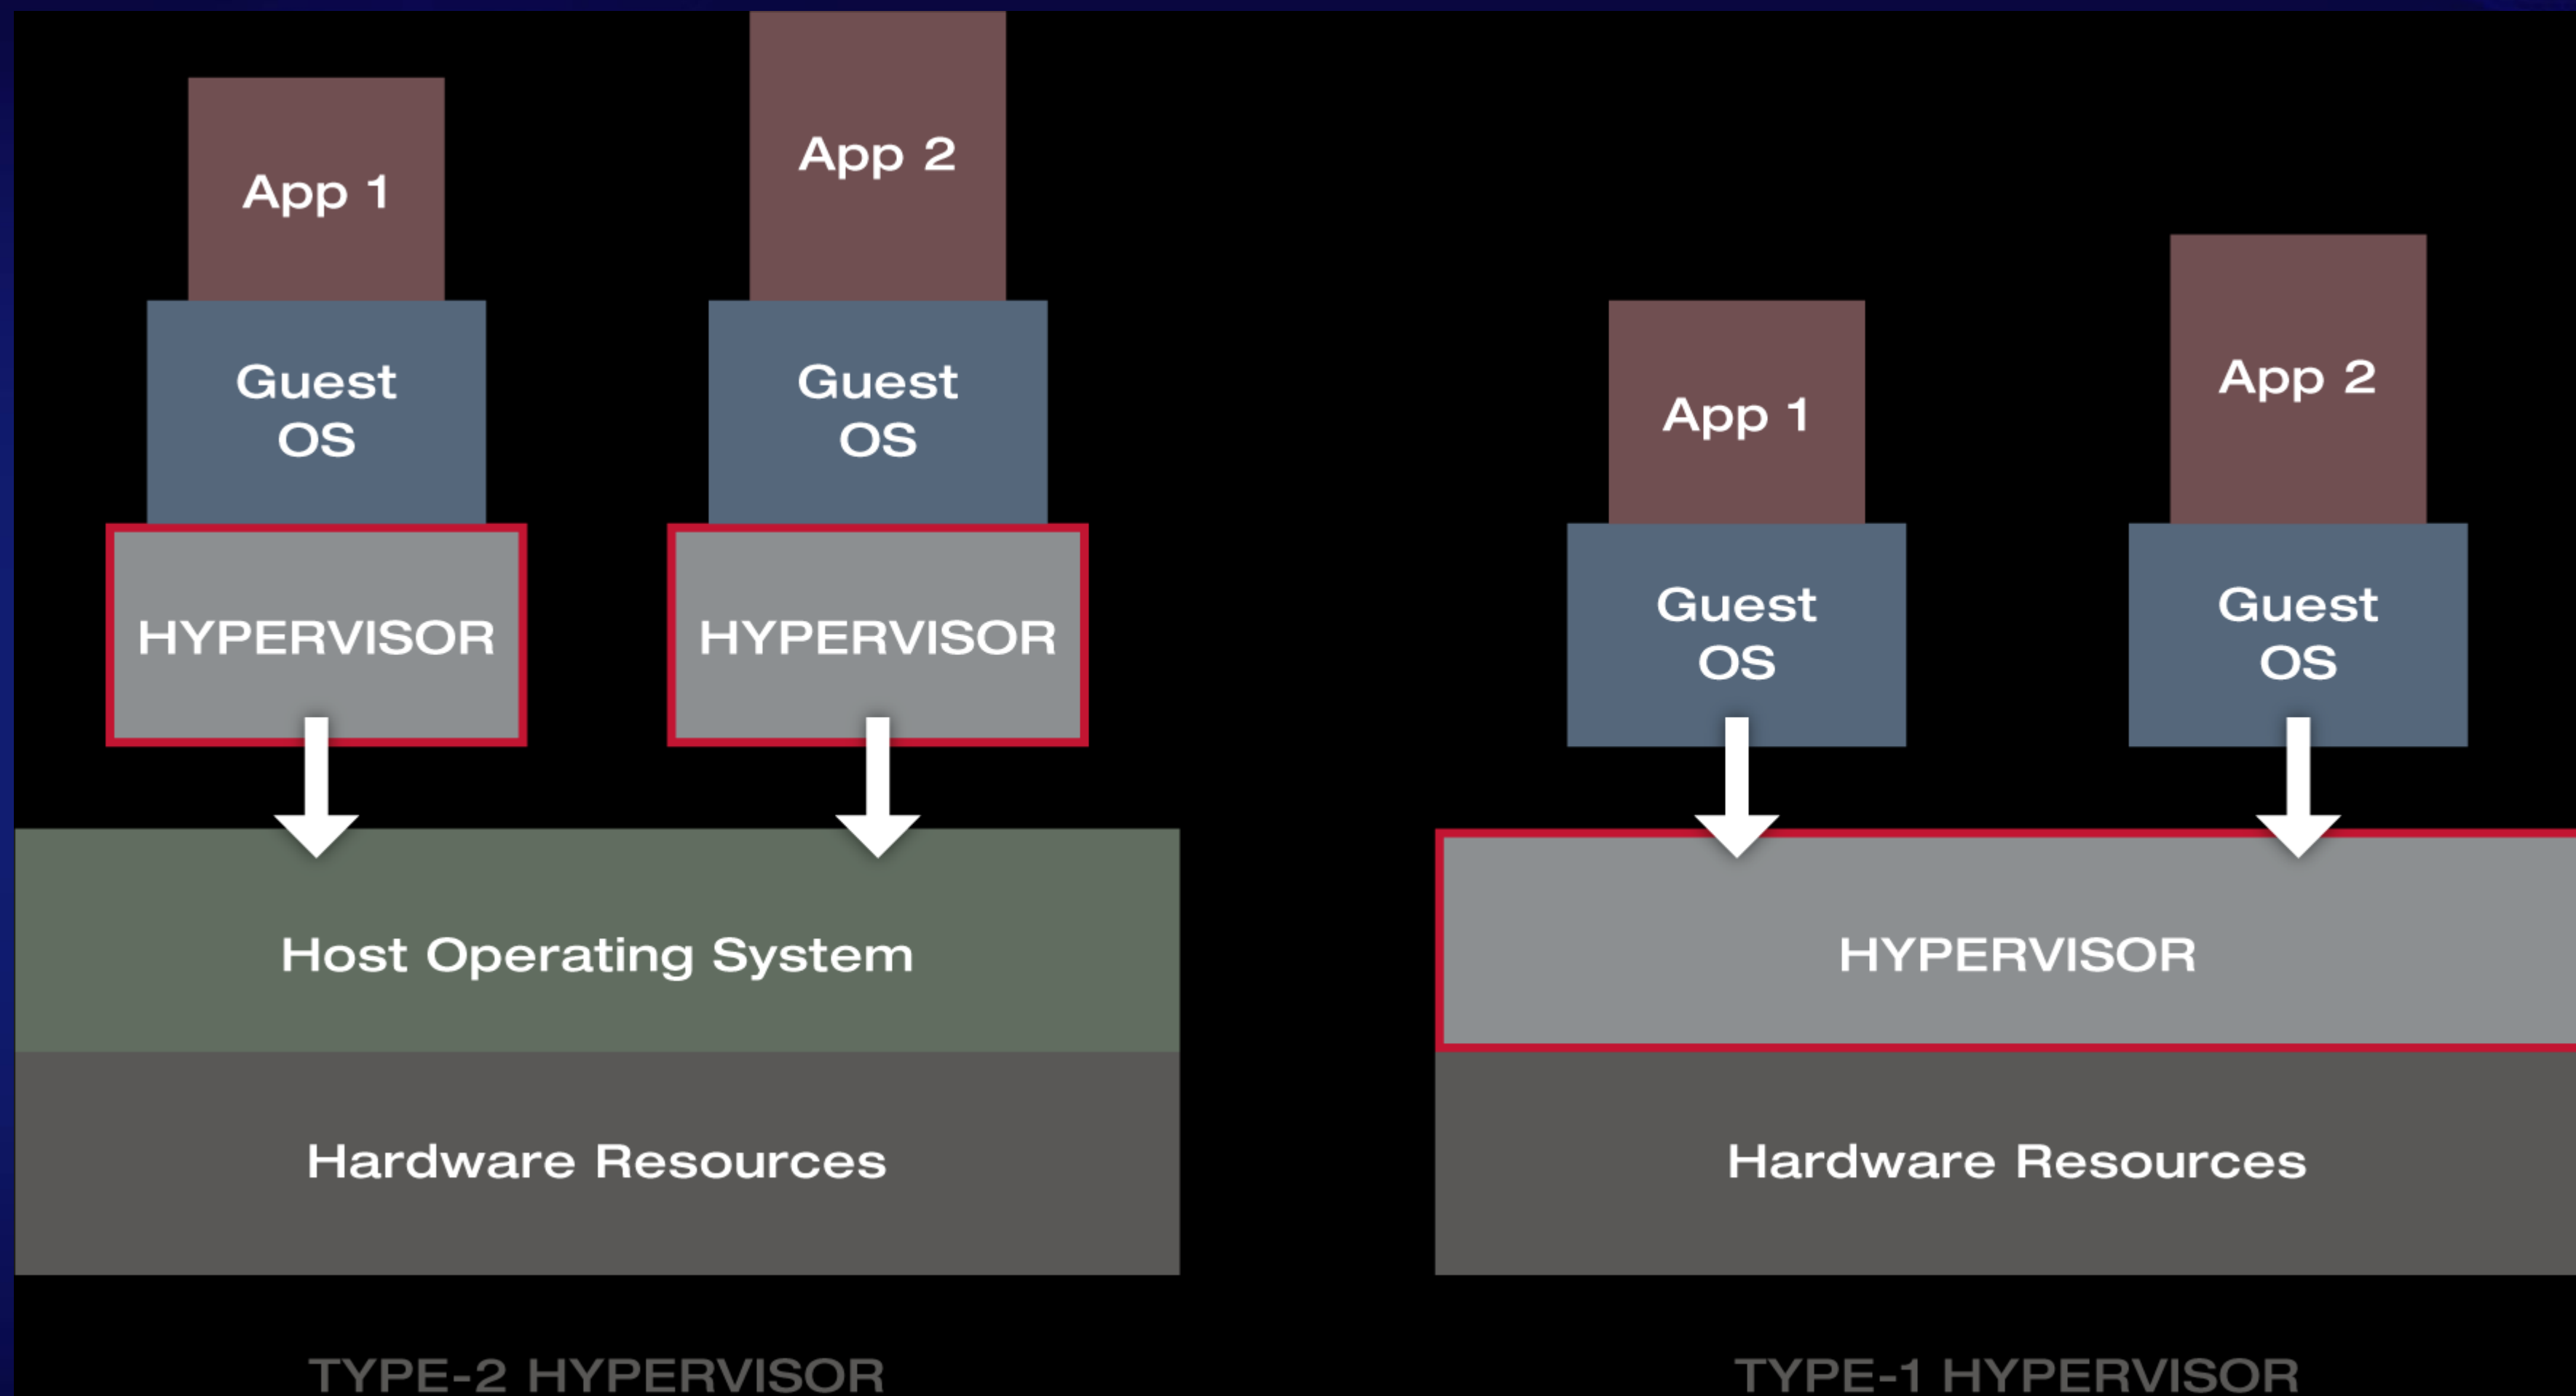 App 1
App 2
Guest
OS
Guest
OS
HYPERVISOR
HYPERVISOR
Host Operating System
Hardware Resources
TYPE-2 HYPERVISOR
App 1
App 2
Guest
OS
Guest
OS
HYPERVISOR
Hardware Resources
TYPE-1 HYPERVISOR